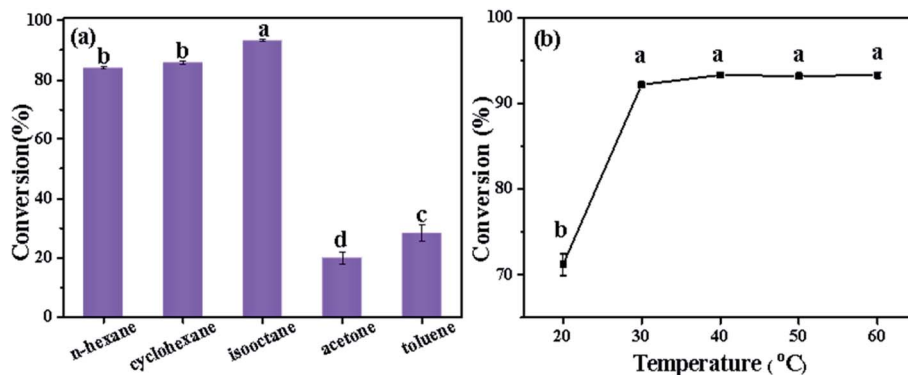 (a)
Conversion(%)
100
80
60
40
20
0
b
b
a
d
c
n-hexane
cyclohexane
isooctane
acetone
toluene
(b)
Conversion (%)
100
90
80
70
b
a
a
a
a
20 30 40 50 60
Temperature (°C)